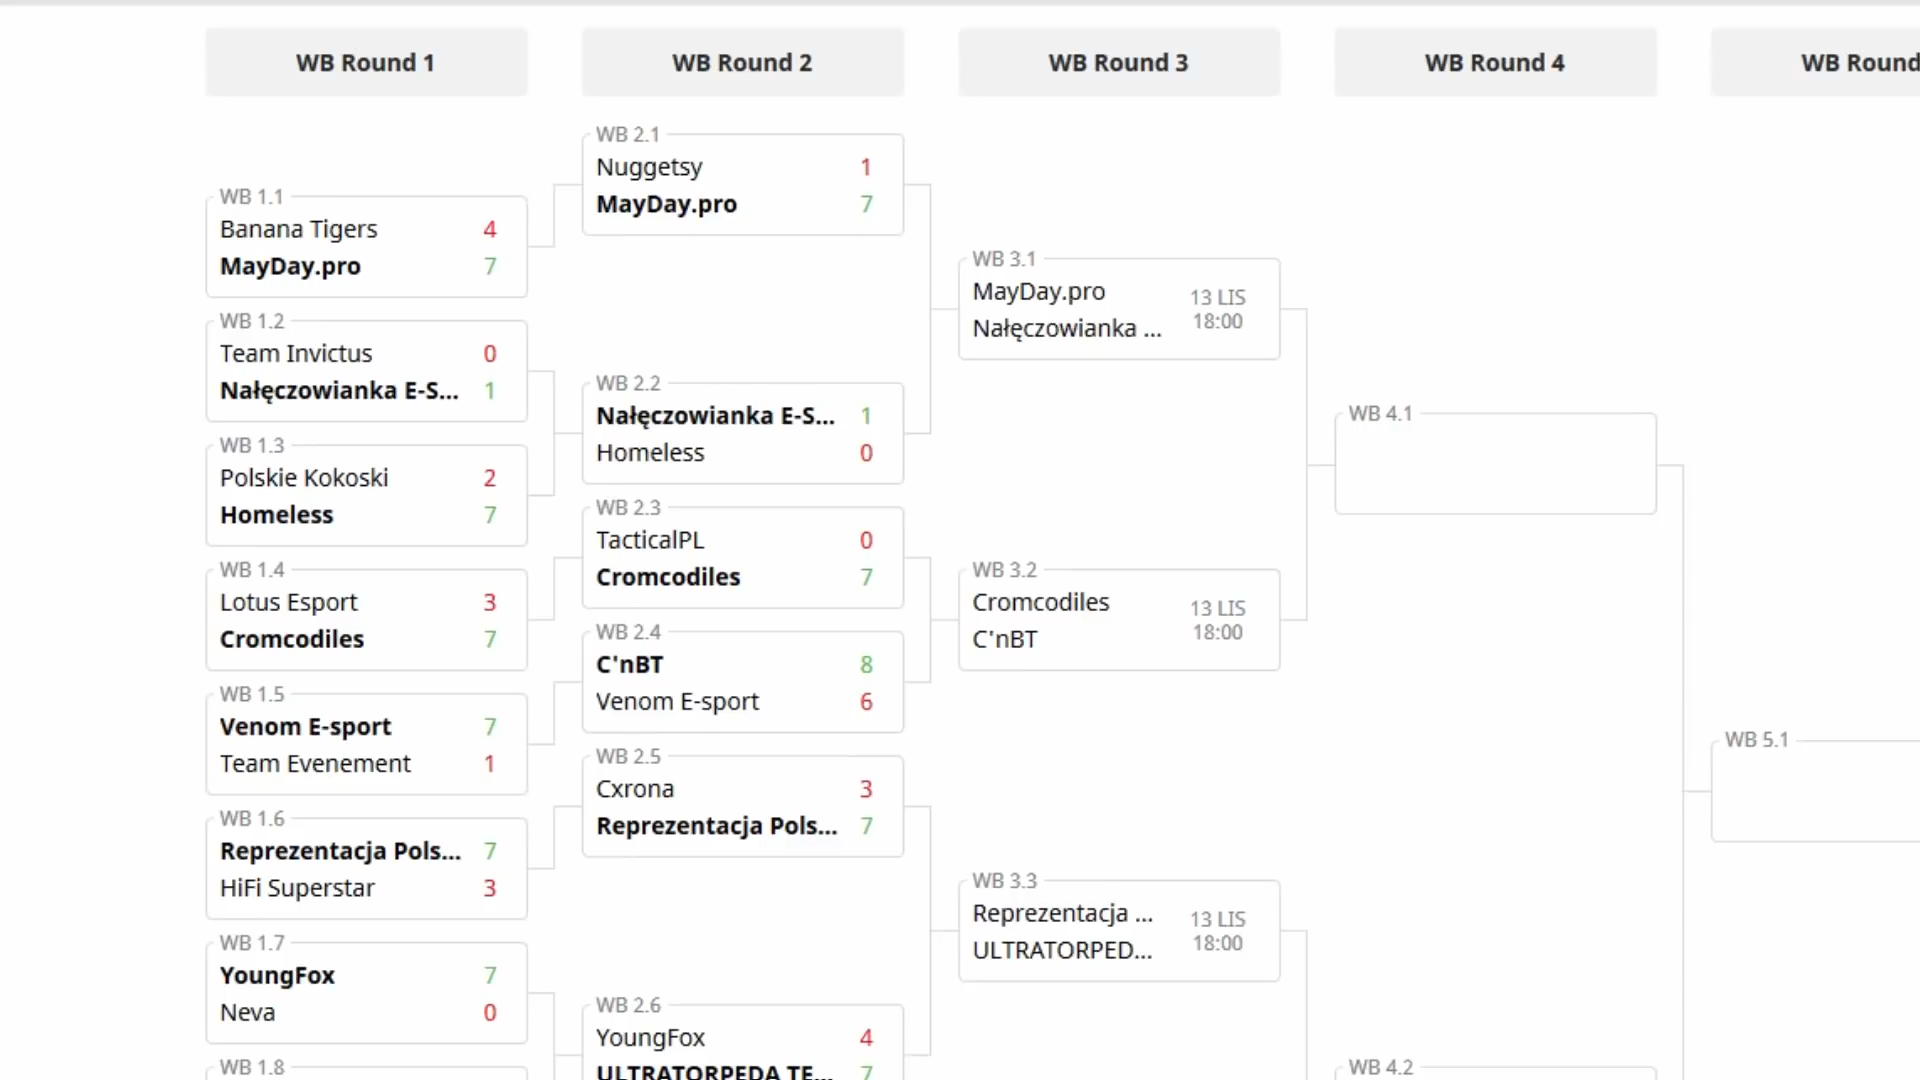 WB Round 1
WB Round 2
WB Round 3
WB Round 4
WB Round
WB 1.1
Banana Tigers 4
MayDay.pro 7
WB 1.2
Team Invictus 0
Nałęczowianka E-S... 1
WB 1.3
Polskie Kokoski 2
Homeless 7
WB 1.4
Lotus Esport 3
Cromcodiles 7
WB 1.5
Venom E-sport 7
Team Evenement 1
WB 1.6
Reprezentacja Pols... 7
HiFi Superstar 3
WB 1.7
YoungFox 7
Neva 0
WB 1.8
WB 2.1
Nuggetsy 1
MayDay.pro 7
WB 2.2
Nałęczowianka E-S... 1
Homeless 0
WB 2.3
TacticalPL 0
Cromcodiles 7
WB 2.4
C'nBT 8
Venom E-sport 6
WB 2.5
Cxrona 3
Reprezentacja Pols... 7
WB 2.6
YoungFox 4
ULTRATORPEDA TE... 7
WB 3.1
MayDay.pro
Nałęczowianka ...
13 LIS
18:00
WB 3.2
Cromcodiles
C'nBT
13 LIS
18:00
WB 3.3
Reprezentacja ...
ULTRATORPED...
13 LIS
18:00
WB 4.1
WB 4.2
WB 5.1